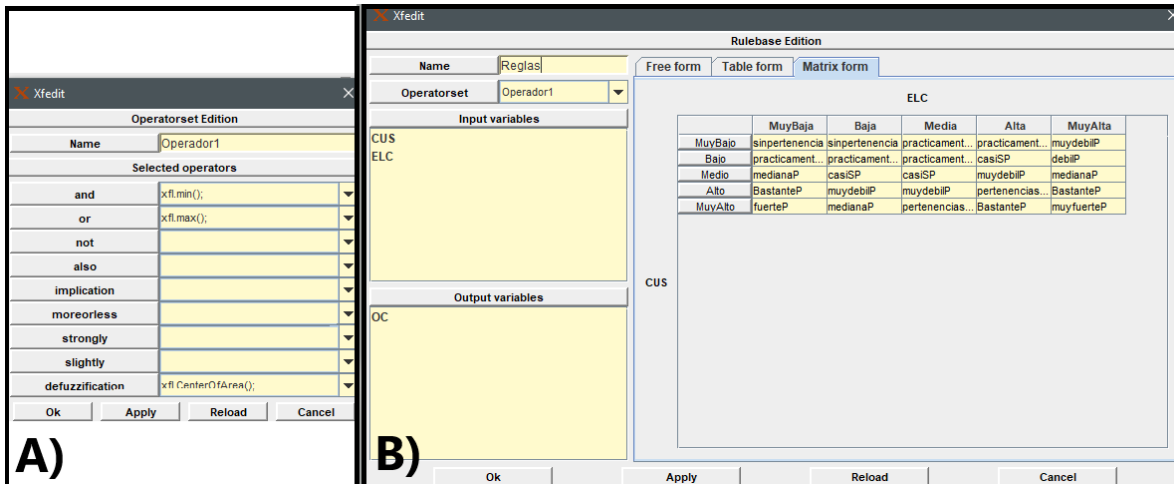 Xfedit
Operatorset Edition
Name Operador1
Selected operators
and xfl.min();
or xfl.max();
not
also
implication
moreorless
strongly
slightly
defuzzification xfl.CenterOfArea();
Ok Apply Reload Cancel
A)
Xfedit
Rulebase Edition
Name Reglas
Operatorset Operador1
Input variables
CUS
ELC
Output variables
OC
Free form Table form Matrix form
ELC
MuyBaja Baja Media Alta MuyAlta
MuyBajo sinpertenencia sinpertenencia practicament... practicament... muydebilP
Bajo practicament... practicament... practicament... casiSP debilP
Medio medianaP casiSP casiSP muydebilP medianaP
Alto BastanteP muydebilP muydebilP pertenencias... BastanteP
MuyAlto fuerteP medianaP pertenencias... BastanteP muyfuerteP
CUS
Ok Apply Reload Cancel
B)